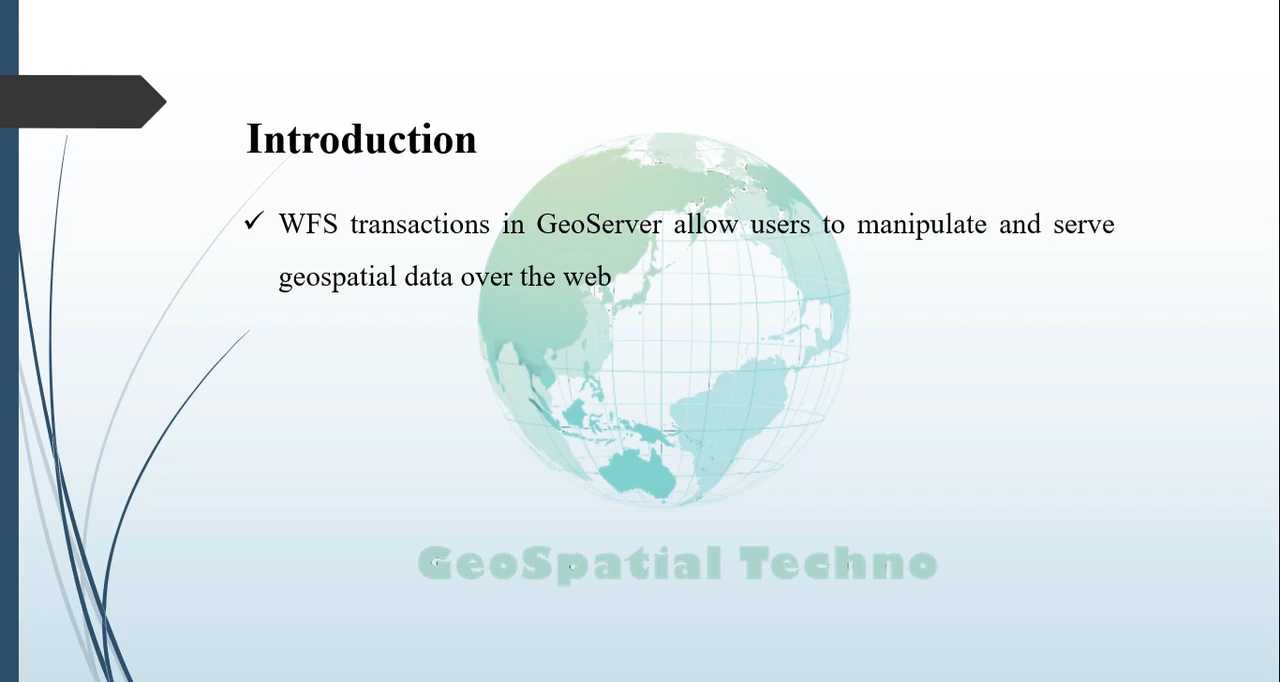 Introduction
✓ WFS transactions in GeoServer allow users to manipulate and serve
geospatial data over the web
GeoSpatial Techno